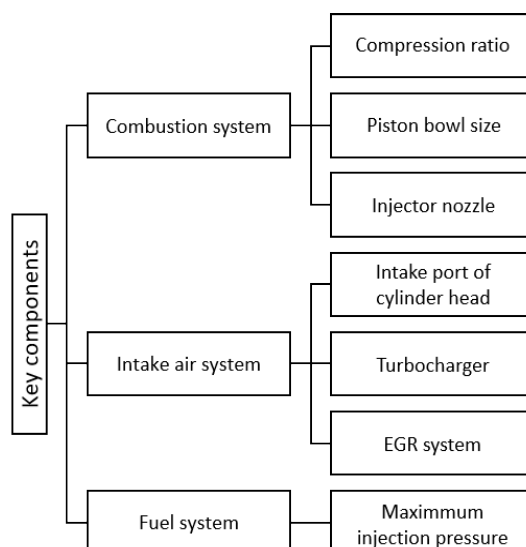 Key components
Combustion system
Compression ratio
Piston bowl size
Injector nozzle
Intake air system
Intake port of
cylinder head
Turbocharger
EGR system
Fuel system
Maximmum
injection pressure